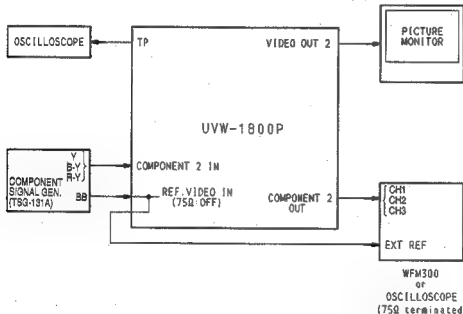 OSCILLOSCOPE
TP
VIDEO OUT 2
PICTURE
MONITOR
UVW-1800P
Y
B-Y
R-Y
COMPONENT 2 IN
COMPONENT
SIGNAL GEN.
(TSG-131A)
BB
REF. VIDEO IN
(75Ω: OFF)
COMPONENT 2
OUT
CH1
CH2
CH3
EXT REF
WFM300
or
OSCILLOSCOPE
(75Ω terminated